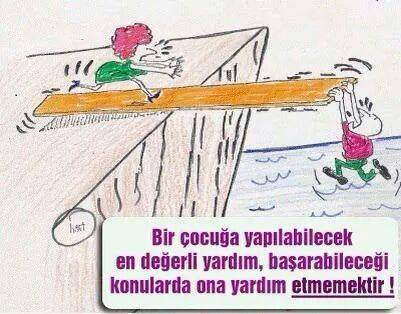 Bir çocuğa yapılabilecek
en değerli yardım, başarabileceği
konularda ona yardım etmemektir !